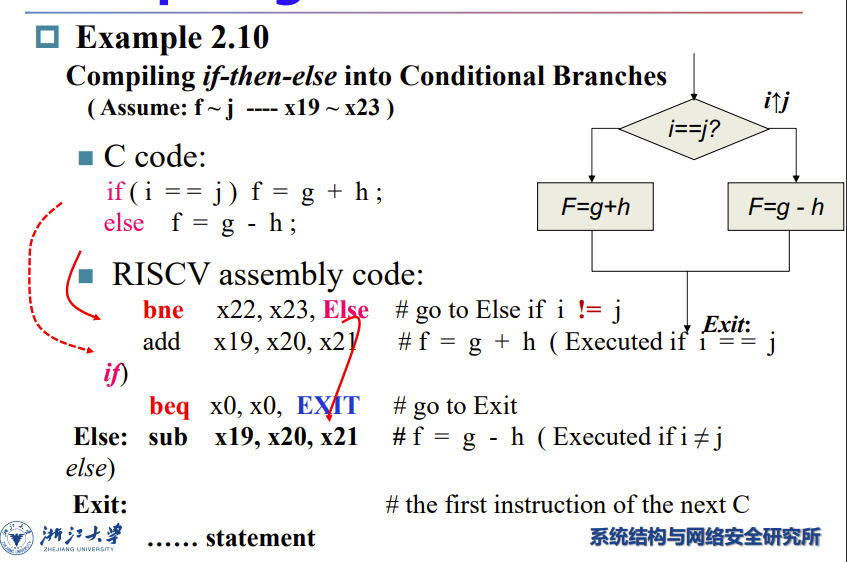 Example 2.10
Compiling if-then-else into Conditional Branches
( Assume: f ~ j ---- x19 ~ x23 )
C code:
if ( i == j ) f = g + h ;
else f = g - h ;
RISCV assembly code:
bne x22, x23, Else # go to Else if i != j
add x19, x20, x21 # f = g + h ( Executed if i == j
if)
beq x0, x0, EXIT # go to Exit
Else: sub x19, x20, x21 # f = g - h ( Executed if i ≠ j
else)
Exit: # the first instruction of the next C
...... statement
i==j?
i↑j
F=g+h
F=g - h
Exit:
浙江大学
ZHEJIANG UNIVERSITY
系统结构与网络安全研究所